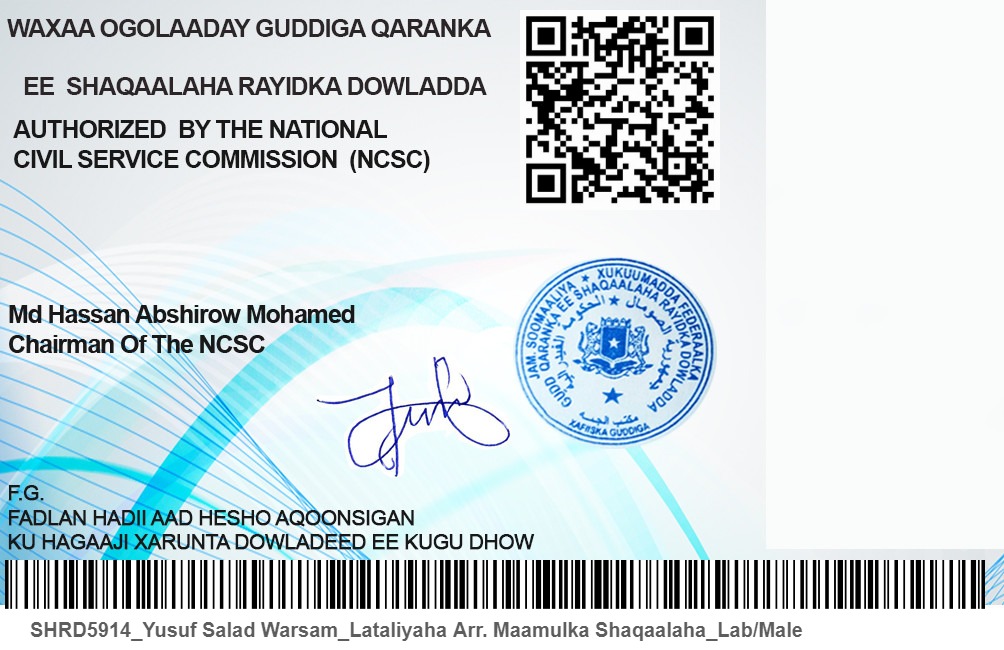 WAXAA OGOLAADAY GUDDIGA QARANKA
EE SHAQAALAHA RAYIDKA DOWLADDA
AUTHORIZED BY THE NATIONAL
CIVIL SERVICE COMMISSION (NCSC)
JAM. SOOMAALIYA ★ XUKUUMADDA FEDERAALKA
GUDD QARANKA EE SHAQAALAHA RAYIDKA DOWLADDA
XAFIISKA GUDDIGA
Md Hassan Abshirow Mohamed
Chairman Of The NCSC
F.G.
FADLAN HADII AAD HESHO AQOONSIGAN
KU HAGAAJI XARUNTA DOWLADEED EE KUGU DHOW
SHRD5914_Yusuf Salad Warsam_Lataliyaha Arr. Maamulka Shaqaalaha_Lab/Male